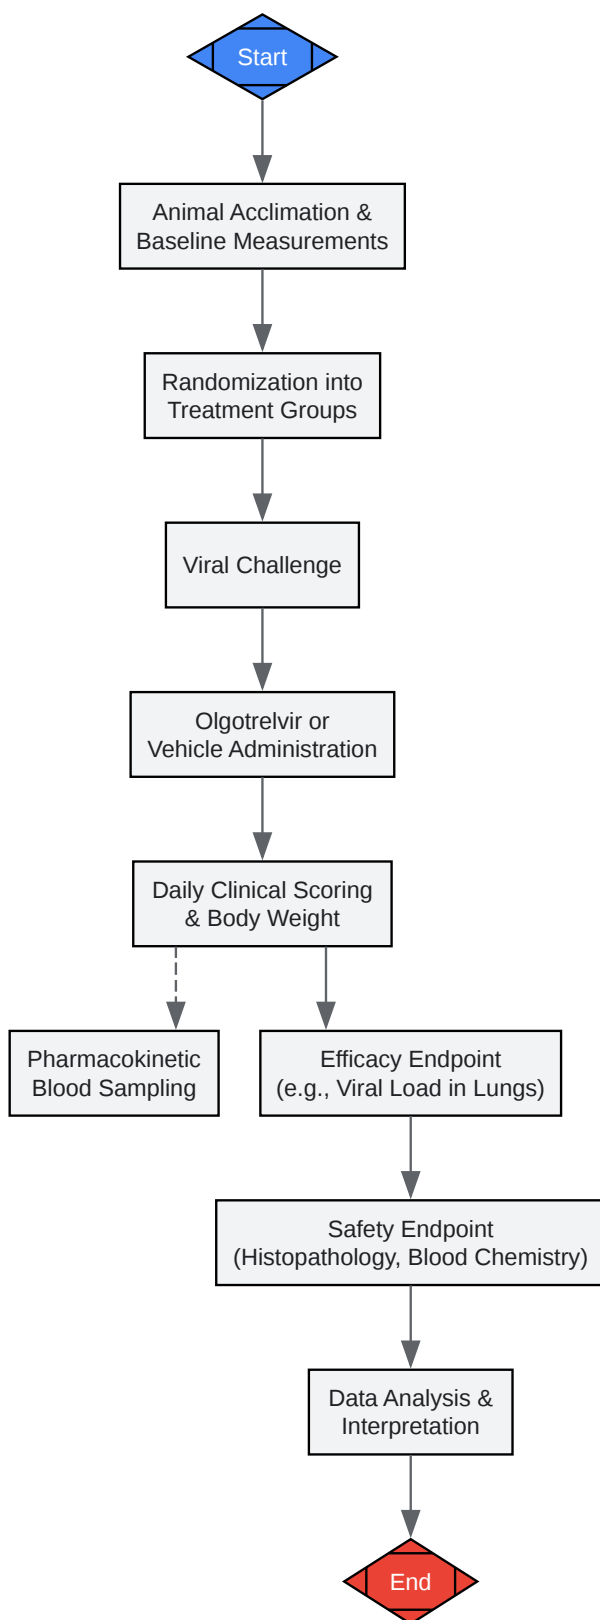 Start
Animal Acclimation &
Baseline Measurements
Randomization into
Treatment Groups
Viral Challenge
Olgotrelvir or
Vehicle Administration
Daily Clinical Scoring
& Body Weight
Pharmacokinetic
Blood Sampling
Efficacy Endpoint
(e.g., Viral Load in Lungs)
Safety Endpoint
(Histopathology, Blood Chemistry)
Data Analysis &
Interpretation
End